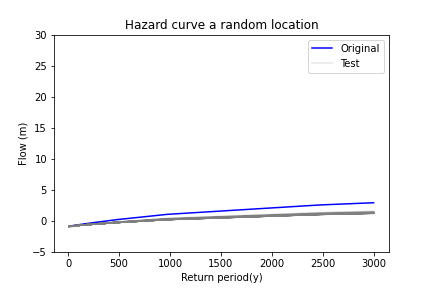 Hazard curve a random location
Original
Test
30
25
20
15
10
5
0
−5
Flow (m)
0 500 1000 1500 2000 2500 3000
Return period(y)